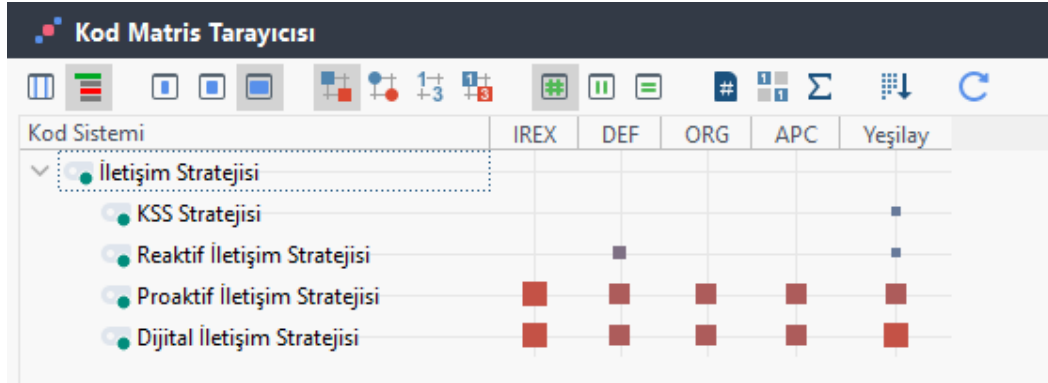 Kod Matris Tarayıcısı
Kod Sistemi IREX DEF ORG APC Yeşilay
İletişim Stratejisi
KSS Stratejisi
Reaktif İletişim Stratejisi
Proaktif İletişim Stratejisi
Dijital İletişim Stratejisi